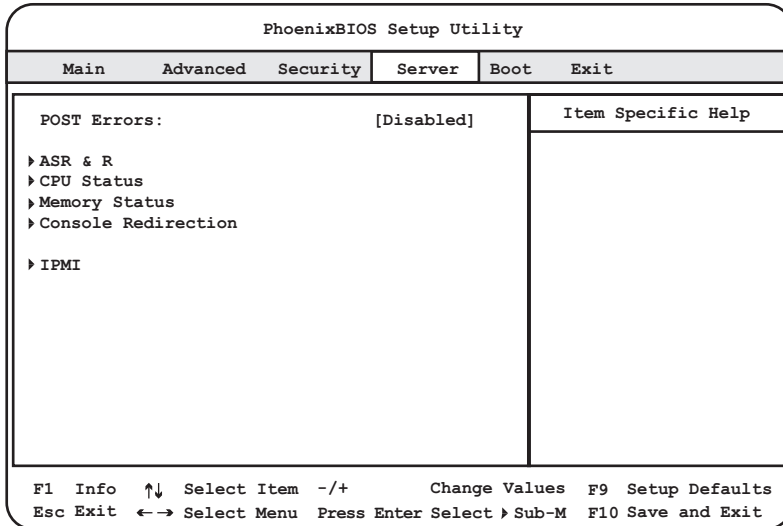 PhoenixBIOS Setup Utility
Main Advanced Security Server Boot Exit
POST Errors: [Disabled] Item Specific Help
ASR & R
CPU Status
Memory Status
Console Redirection
IPMI
F1 Info ↑↓ Select Item -/+ Change Values F9 Setup Defaults
Esc Exit ←→ Select Menu Press Enter Select ▸ Sub-M F10 Save and Exit